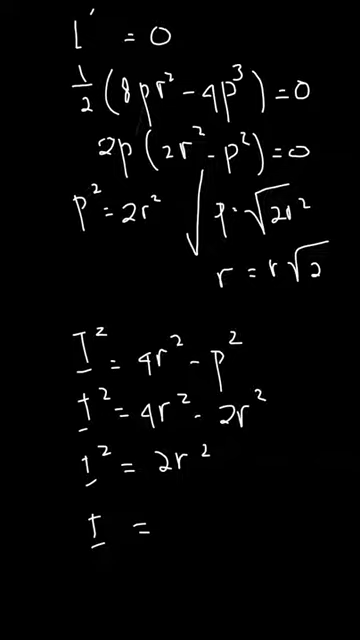 L' = 0
1/2 (8pr² - 4p³) = 0
2p (2r² - p²) = 0
p² = 2r²
p = √2r²
r = r√2
I² = 4r² - p²
t² = 4r² - 2r²
t² = 2r²
t =